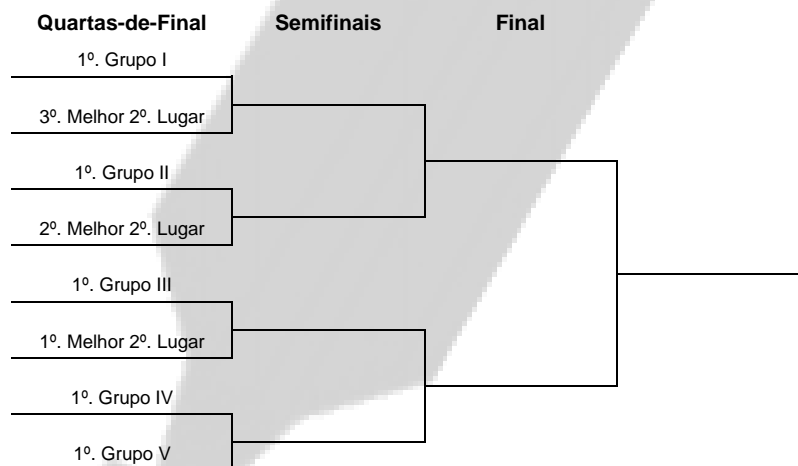 Quartas-de-Final Semifinais Final
1º. Grupo I
3º. Melhor 2º. Lugar
1º. Grupo II
2º. Melhor 2º. Lugar
1º. Grupo III
1º. Melhor 2º. Lugar
1º. Grupo IV
1º. Grupo V